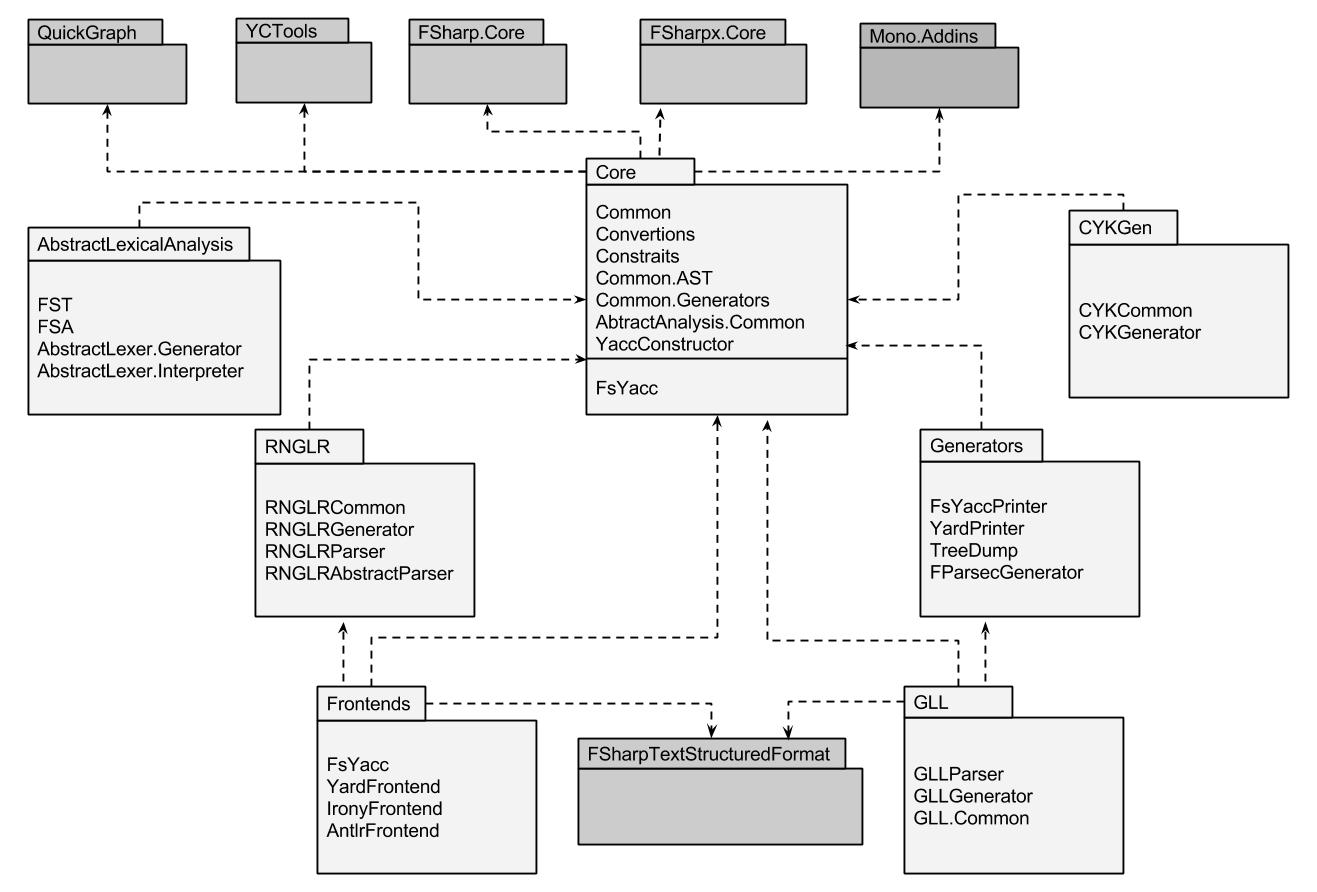 QuickGraph
YCTools
FSharp.Core
FSharpx.Core
Mono.Addins
Core
Common
Convertions
Constraits
Common.AST
Common.Generators
AbtractAnalysis.Common
YaccConstructor
FsYacc
AbstractLexicalAnalysis
FST
FSA
AbstractLexer.Generator
AbstractLexer.Interpreter
CYKGen
CYKCommon
CYKGenerator
RNGLR
RNGLRCommon
RNGLRGenerator
RNGLRParser
RNGLRAbstractParser
Generators
FsYaccPrinter
YardPrinter
TreeDump
FParsecGenerator
Frontends
FsYacc
YardFrontend
IronyFrontend
AntlrFrontend
FSharpTextStructuredFormat
GLL
GLLParser
GLLGenerator
GLL.Common